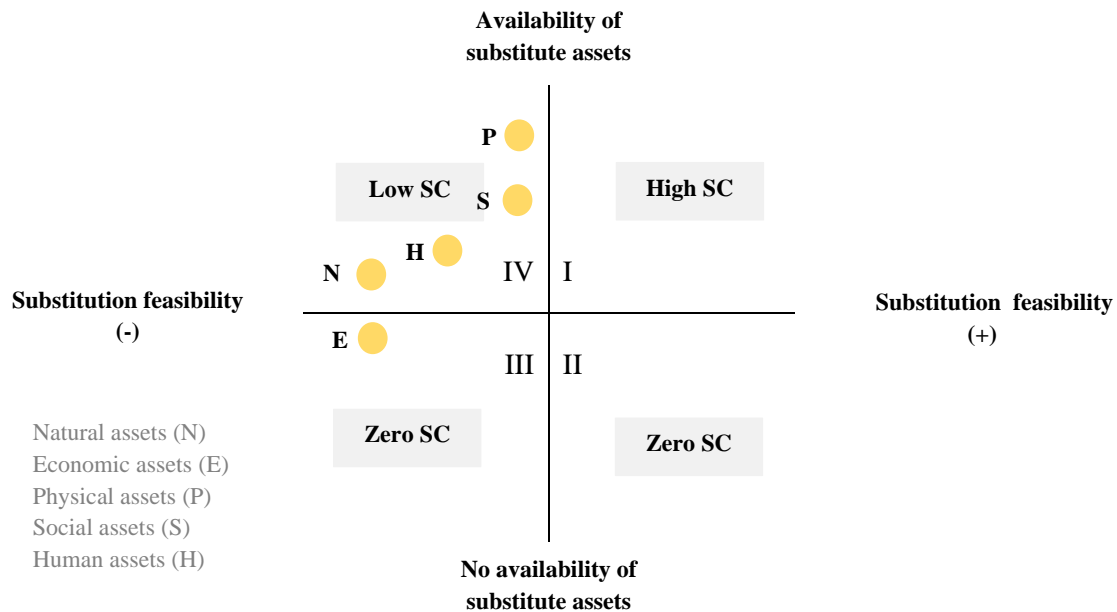 Availability of
substitute assets
P
Low SC
S
High SC
H
N
IV
I
Substitution feasibility
(-)
Substitution feasibility
(+)
E
III
II
Zero SC
Zero SC
Natural assets (N)
Economic assets (E)
Physical assets (P)
Social assets (S)
Human assets (H)
No availability of
substitute assets